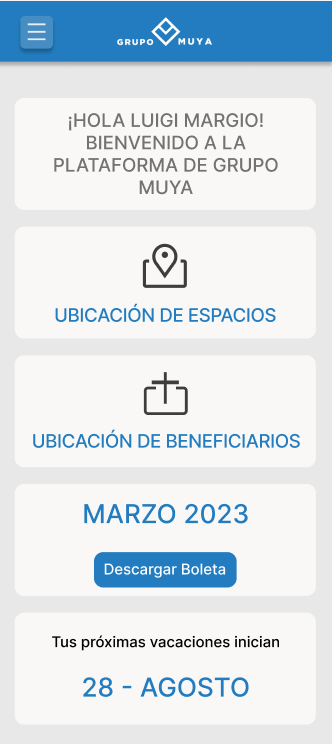 GRUPO MUYA
¡HOLA LUIGI MARGIO!
BIENVENIDO A LA
PLATAFORMA DE GRUPO
MUYA
UBICACIÓN DE ESPACIOS
UBICACIÓN DE BENEFICIARIOS
MARZO 2023
Descargar Boleta
Tus próximas vacaciones inician
28 - AGOSTO